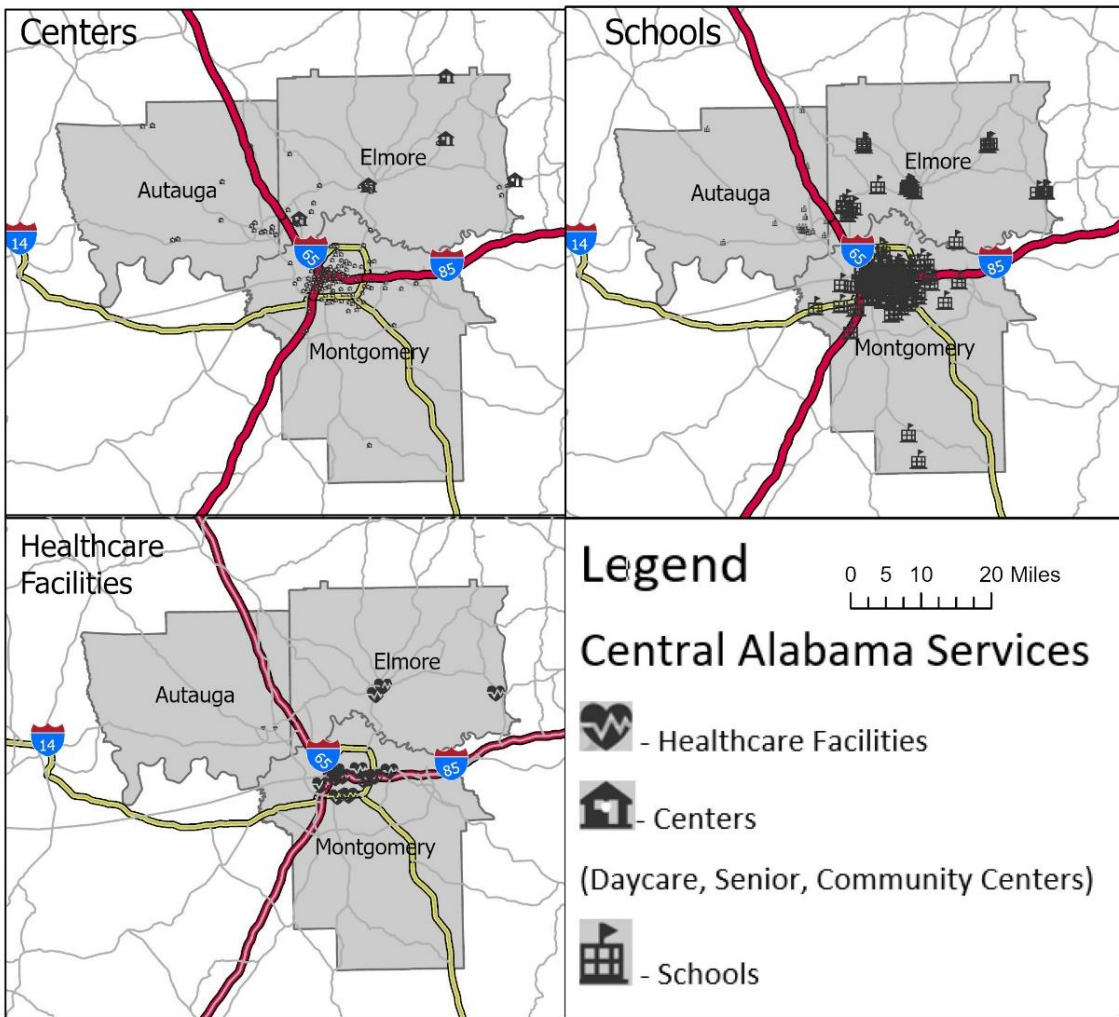 Centers
Elmore
Autauga
14
65
85
Montgomery
Schools
Elmore
Autauga
14
65
85
Montgomery
Healthcare
Facilities
Elmore
Autauga
14
65
85
Montgomery
Legend
0 5 10 20 Miles
Central Alabama Services
- Healthcare Facilities
- Centers
(Daycare, Senior, Community Centers)
- Schools